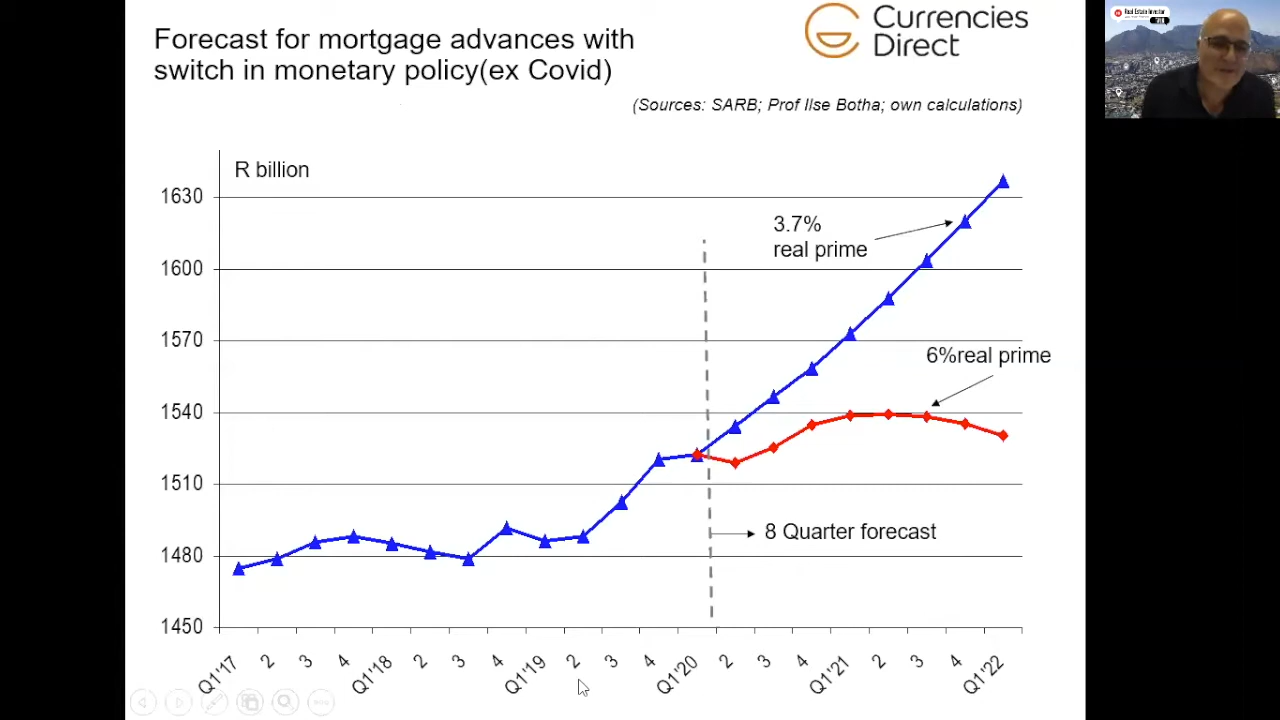 Forecast for mortgage advances with
switch in monetary policy(ex Covid)
Currencies
Direct
(Sources: SARB; Prof Ilse Botha; own calculations)
Real Estate Investor
R billion
1630
1600
1570
1540
1510
1480
1450
3.7%
real prime
6%real prime
8 Quarter forecast
Q1'17
2
3
4
Q1'18
2
3
4
Q1'19
2
3
4
Q1'20
2
3
4
Q1'21
2
3
4
Q1'22